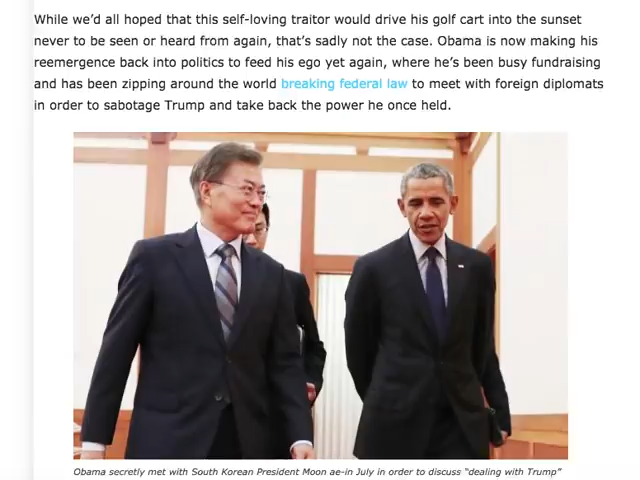 While we’d all hoped that this self-loving traitor would drive his golf cart into the sunset
never to be seen or heard from again, that’s sadly not the case. Obama is now making his
reemergence back into politics to feed his ego yet again, where he’s been busy fundraising
and has been zipping around the world breaking federal law to meet with foreign diplomats
in order to sabotage Trump and take back the power he once held.
Obama secretly met with South Korean President Moon ae-in July in order to discuss “dealing with Trump”